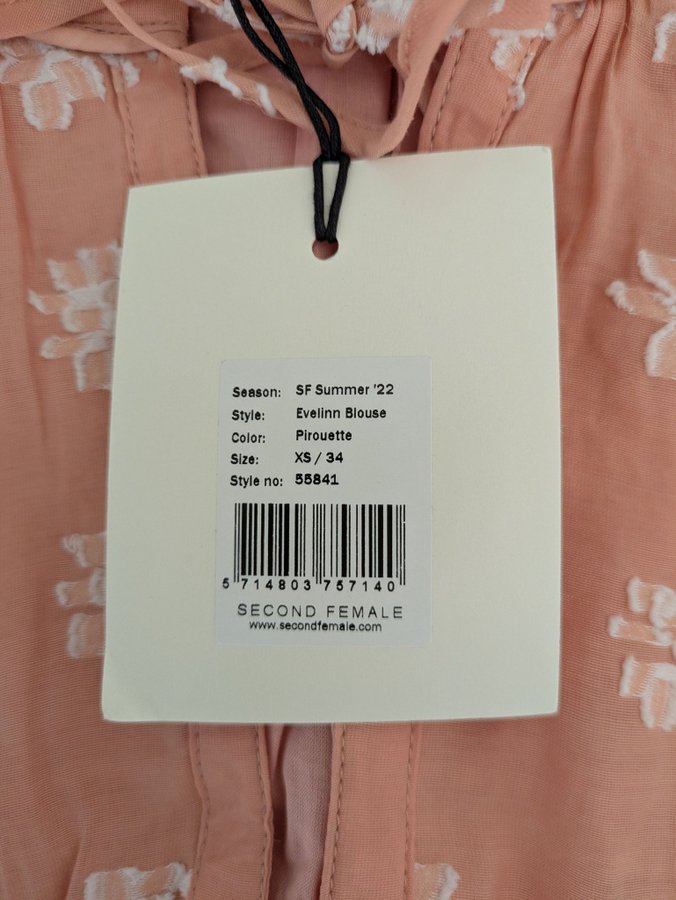 Season: SF Summer '22
Style: Evelinn Blouse
Color: Pirouette
Size: XS / 34
Style no: 55841
5 714803 757140
SECOND FEMALE
www.secondfemale.com